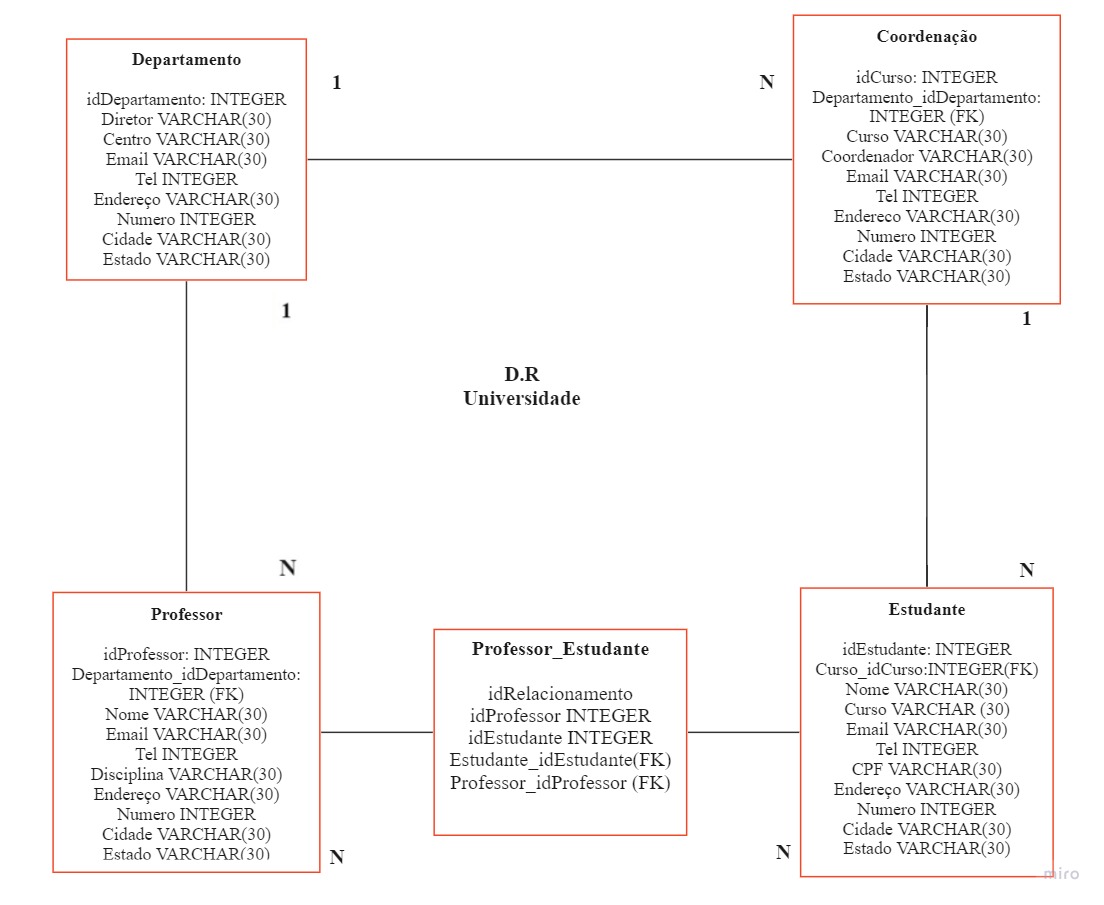 Departamento
idDepartamento: INTEGER
Diretor VARCHAR(30)
Centro VARCHAR(30)
Email VARCHAR(30)
Tel INTEGER
Endereço VARCHAR(30)
Numero INTEGER
Cidade VARCHAR(30)
Estado VARCHAR(30)
1
N
Coordenação
idCurso: INTEGER
Departamento_idDepartamento:
INTEGER (FK)
Curso VARCHAR(30)
Coordenador VARCHAR(30)
Email VARCHAR(30)
Tel INTEGER
Endereco VARCHAR(30)
Numero INTEGER
Cidade VARCHAR(30)
Estado VARCHAR(30)
1
1
D.R
Universidade
N
N
Professor
idProfessor: INTEGER
Departamento_idDepartamento:
INTEGER (FK)
Nome VARCHAR(30)
Email VARCHAR(30)
Tel INTEGER
Disciplina VARCHAR(30)
Endereço VARCHAR(30)
Numero INTEGER
Cidade VARCHAR(30)
Estado VARCHAR(30)
N
Professor_Estudante
idRelacionamento
idProfessor INTEGER
idEstudante INTEGER
Estudante_idEstudante(FK)
Professor_idProfessor (FK)
N
Estudante
idEstudante: INTEGER
Curso_idCurso:INTEGER(FK)
Nome VARCHAR(30)
Curso VARCHAR (30)
Email VARCHAR(30)
Tel INTEGER
CPF VARCHAR(30)
Endereço VARCHAR(30)
Numero INTEGER
Cidade VARCHAR(30)
Estado VARCHAR(30)
miro